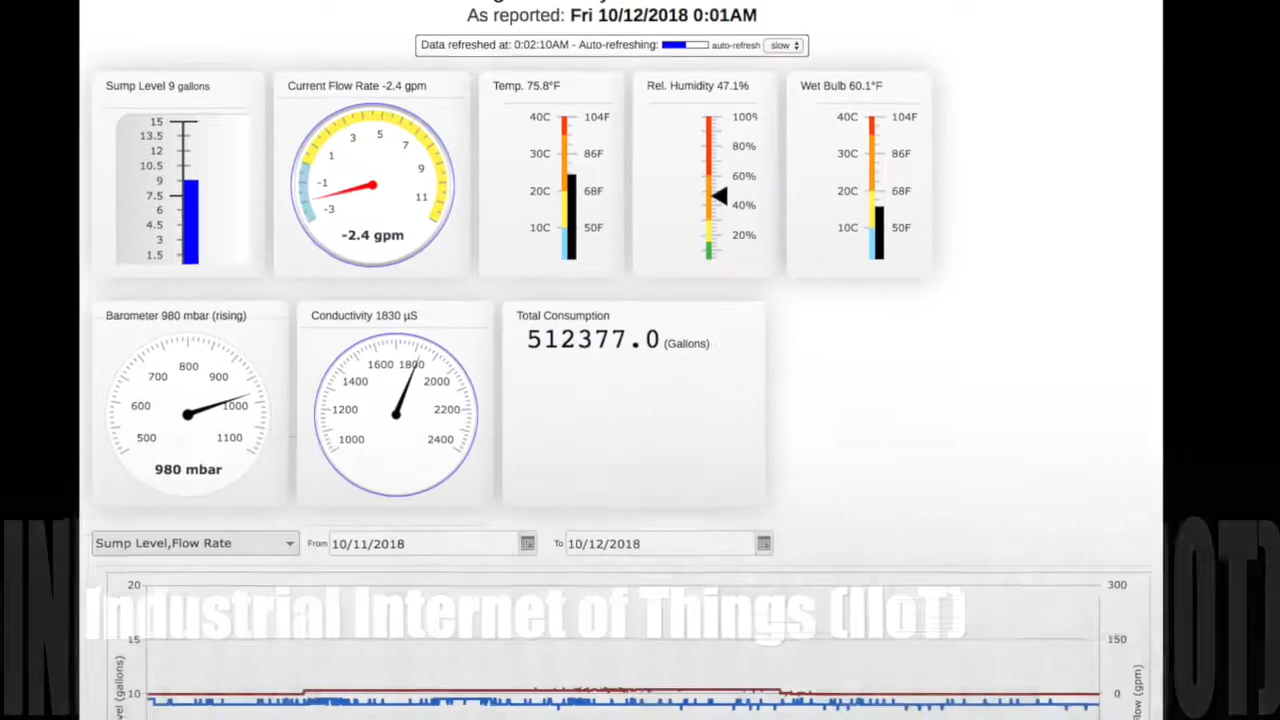 As reported: Fri 10/12/2018 0:01AM
Data refreshed at: 0:02:10AM - Auto-refreshing: auto-refresh slow
Sump Level 9 gallons
15
13.5
12
10.5
9
7.5
6
4.5
3
1.5
Current Flow Rate -2.4 gpm
-3
-1
1
3
5
7
9
11
-2.4 gpm
Temp. 75.8°F
40C 104F
30C 86F
20C 68F
10C 50F
Rel. Humidity 47.1%
100%
80%
60%
40%
20%
Wet Bulb 60.1°F
40C 104F
30C 86F
20C 68F
10C 50F
Barometer 980 mbar (rising)
500
600
700
800
900
1000
1100
980 mbar
Conductivity 1830 µS
1000
1200
1400
1600
1800
2000
2200
2400
Total Consumption
512377.0 (Gallons)
Sump Level,Flow Rate From 10/11/2018 To 10/12/2018
20 300
Industrial Internet of Things (IIoT)
15 150
10 0
(gallons)
Flow (gpm)